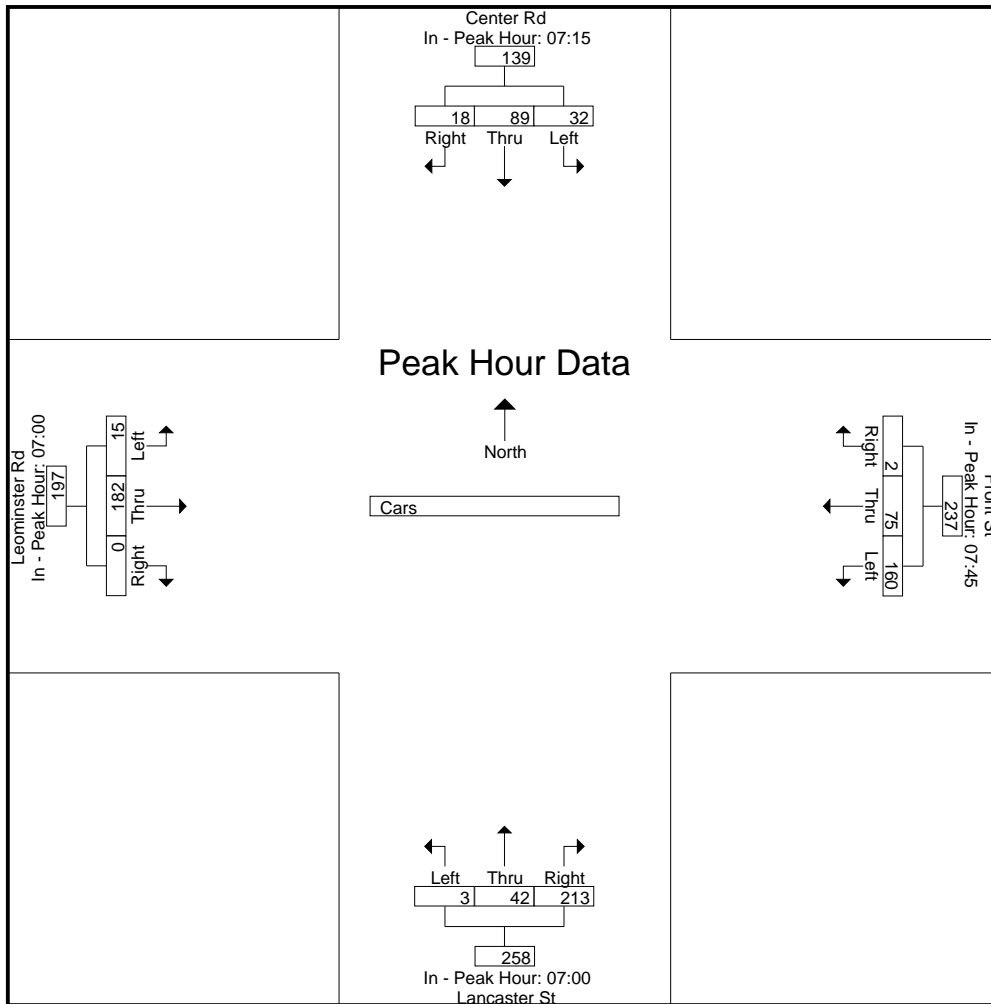 Center Rd
In - Peak Hour: 07:15
139
18 89 32
Right Thru Left
Peak Hour Data
North
Cars
Leominster Rd
In - Peak Hour: 07:00
197
15 182 0
Left Thru Right
Right Thru Left
2 75 160
237
In - Peak Hour: 07:45
Front St
Left Thru Right
3 42 213
258
In - Peak Hour: 07:00
Lancaster St